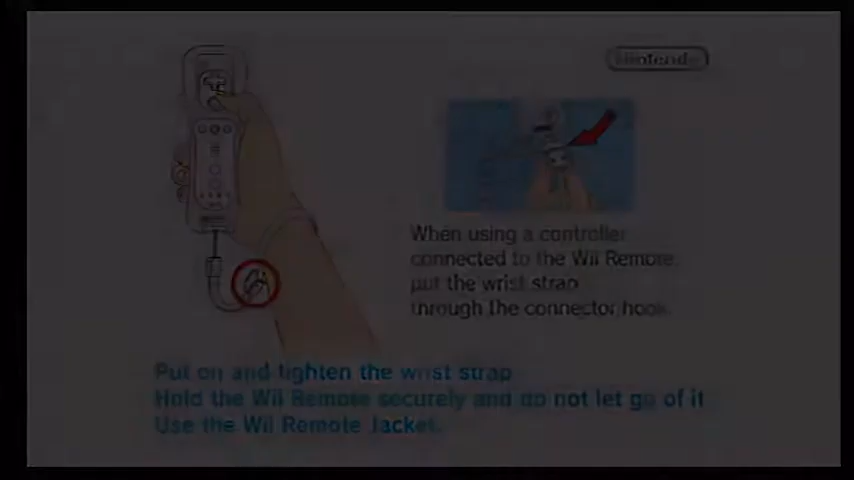 Nintendo
When using a controller
connected to the Wii Remote,
put the wrist strap
through the connector hook.
Put on and tighten the wrist strap
Hold the Wii Remote securely and do not let go of it
Use the Wii Remote Jacket.